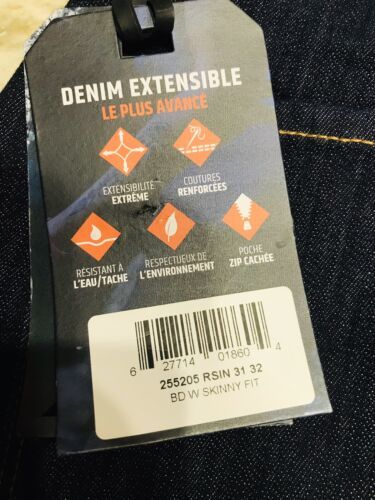 DENIM EXTENSIBLE
LE PLUS AVANCÉ
EXTENSIBILITÉ
EXTRÊME
COUTURES
RENFORCÉES
RÉSISTANT À
L'EAU/TACHE
RESPECTUEUX DE
L'ENVIRONNEMENT
POCHE
ZIP CACHÉE
6 27714 01860 4
255205 RSIN 31 32
BD W SKINNY FIT